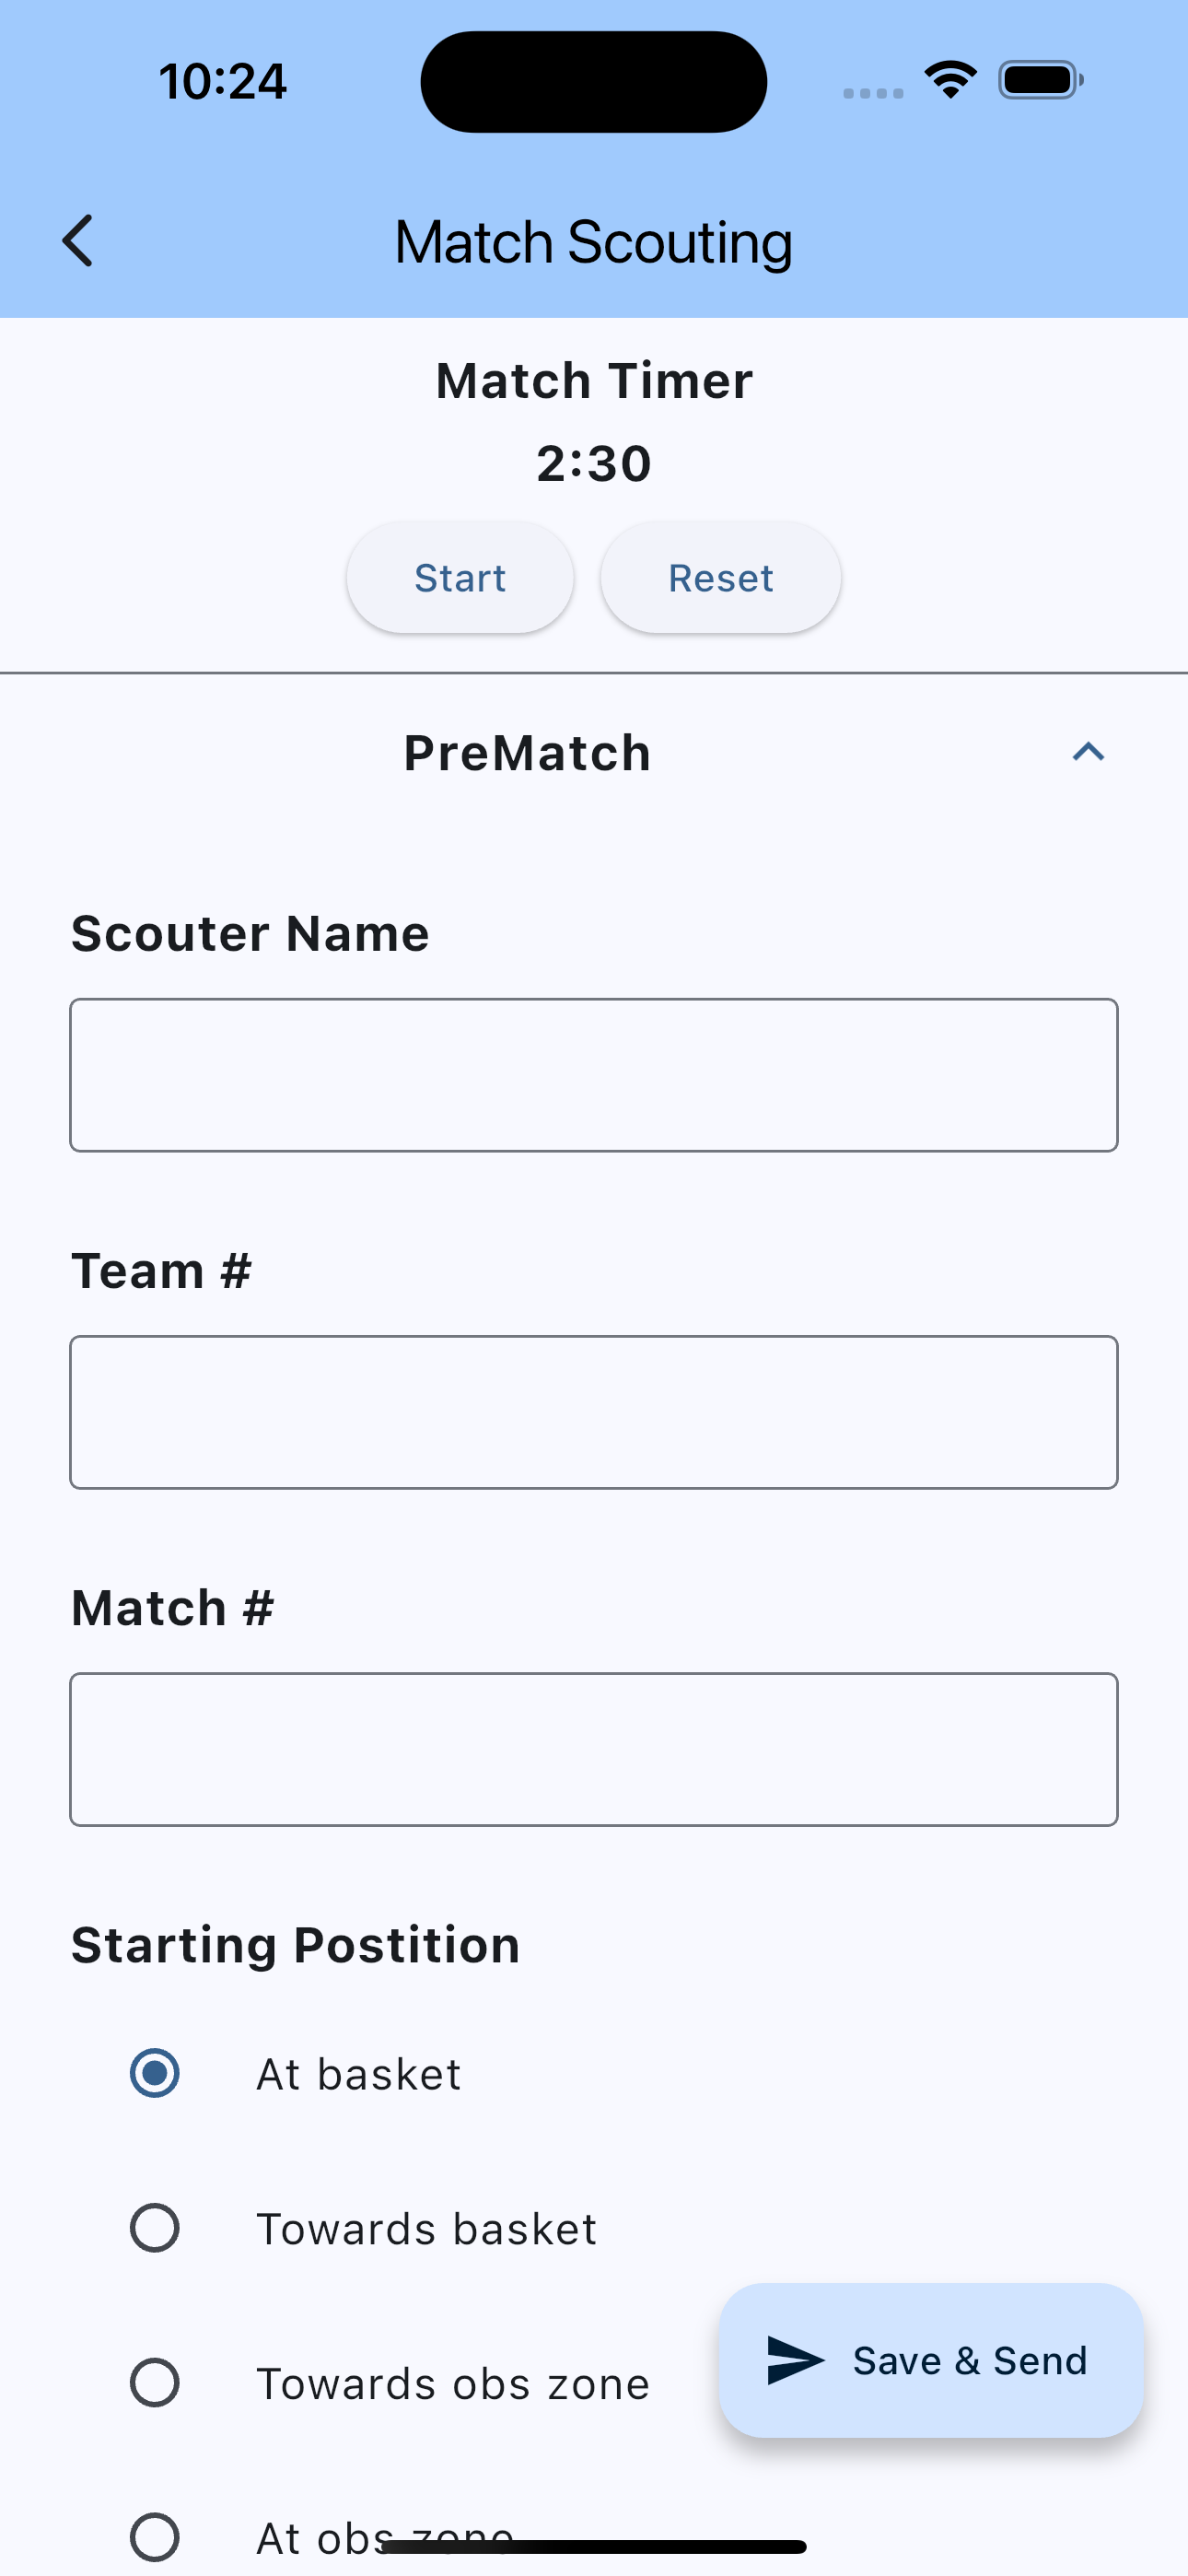 10:24
Match Scouting
Match Timer
2:30
Start Reset
PreMatch
Scouter Name
Team #
Match #
Starting Postition
At basket
Towards basket
Towards obs zone
Save & Send
At obs zone